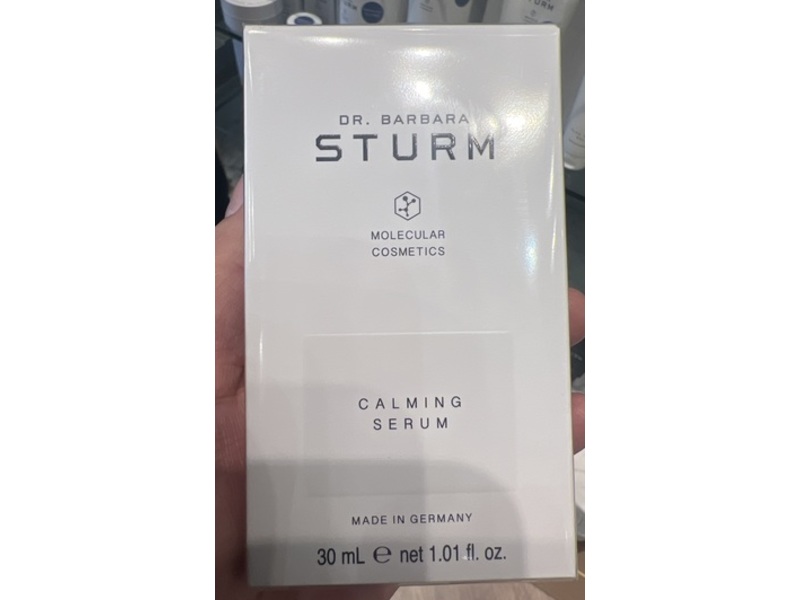 DR. BARBARA
STURM
MOLECULAR
COSMETICS
CALMING
SERUM
MADE IN GERMANY
30 mL ℮ net 1.01 fl. oz.